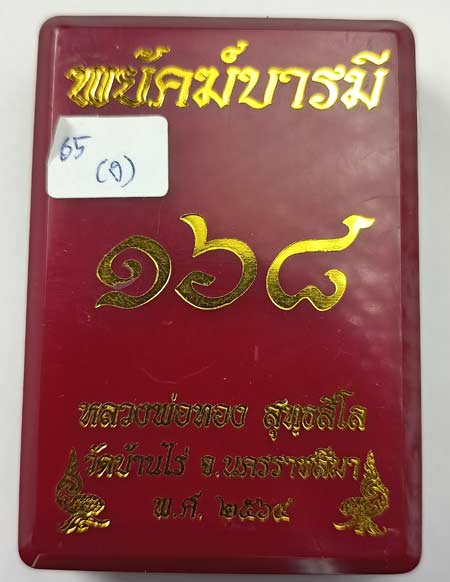 พยัคฆ์บารมี
65
(ง)
๑๖๘
หลวงพ่อทอง สุทฺธสีโล
วัดบ้านไร่ จ.นครราชสีมา
พ.ศ. ๒๕๖๕